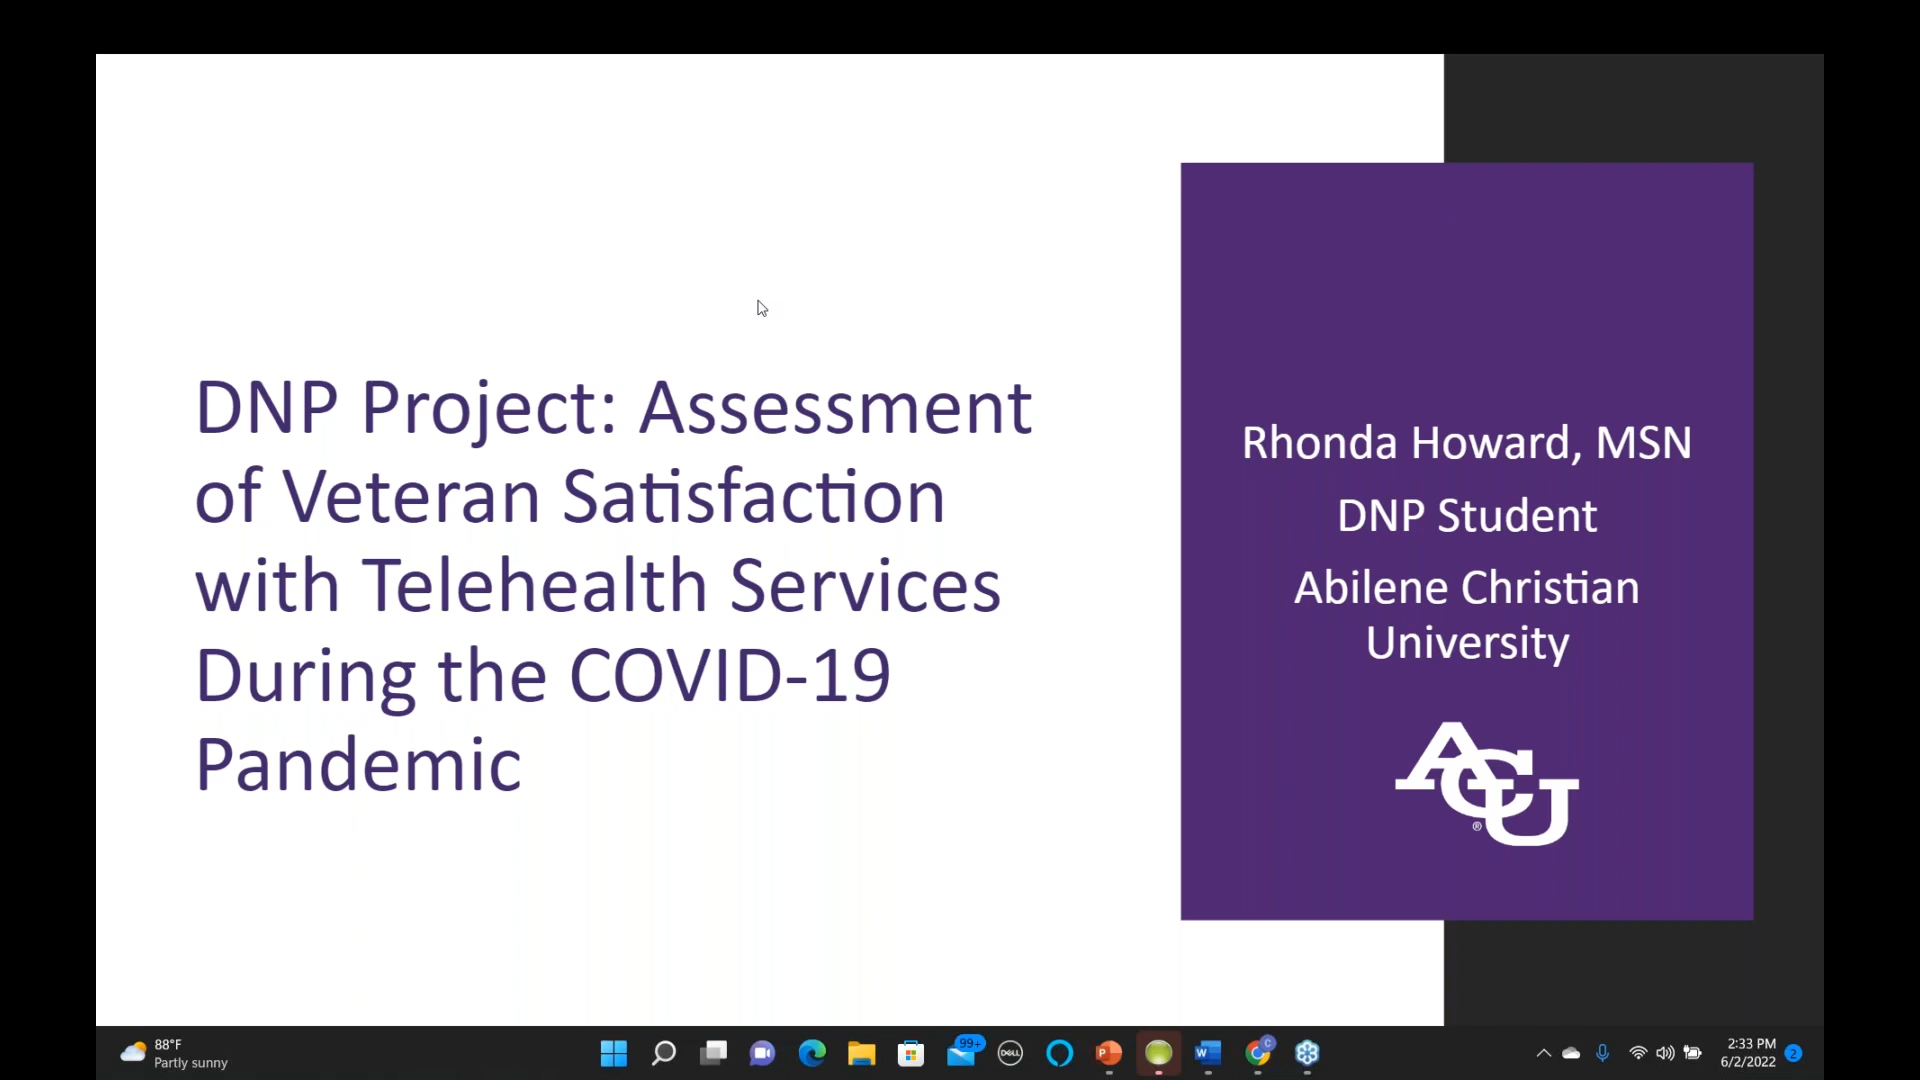 DNP Project: Assessment
of Veteran Satisfaction
with Telehealth Services
During the COVID-19
Pandemic
Rhonda Howard, MSN
DNP Student
Abilene Christian
University
ACU
®
88°F
Partly sunny
99+
DELL
P
W
C
2:33 PM
6/2/2022
2